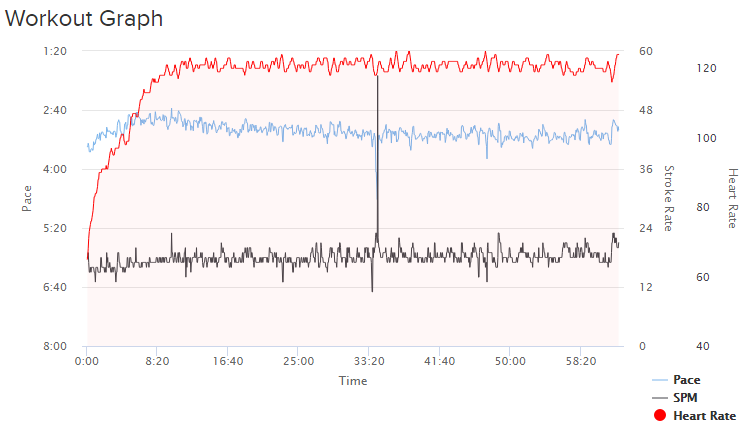 Workout Graph
1:20
2:40
4:00
5:20
6:40
8:00
Pace
60
48
36
24
12
0
Stroke Rate
120
100
80
60
40
Heart Rate
0:00 8:20 16:40 25:00 33:20 41:40 50:00 58:20
Time
Pace
SPM
Heart Rate